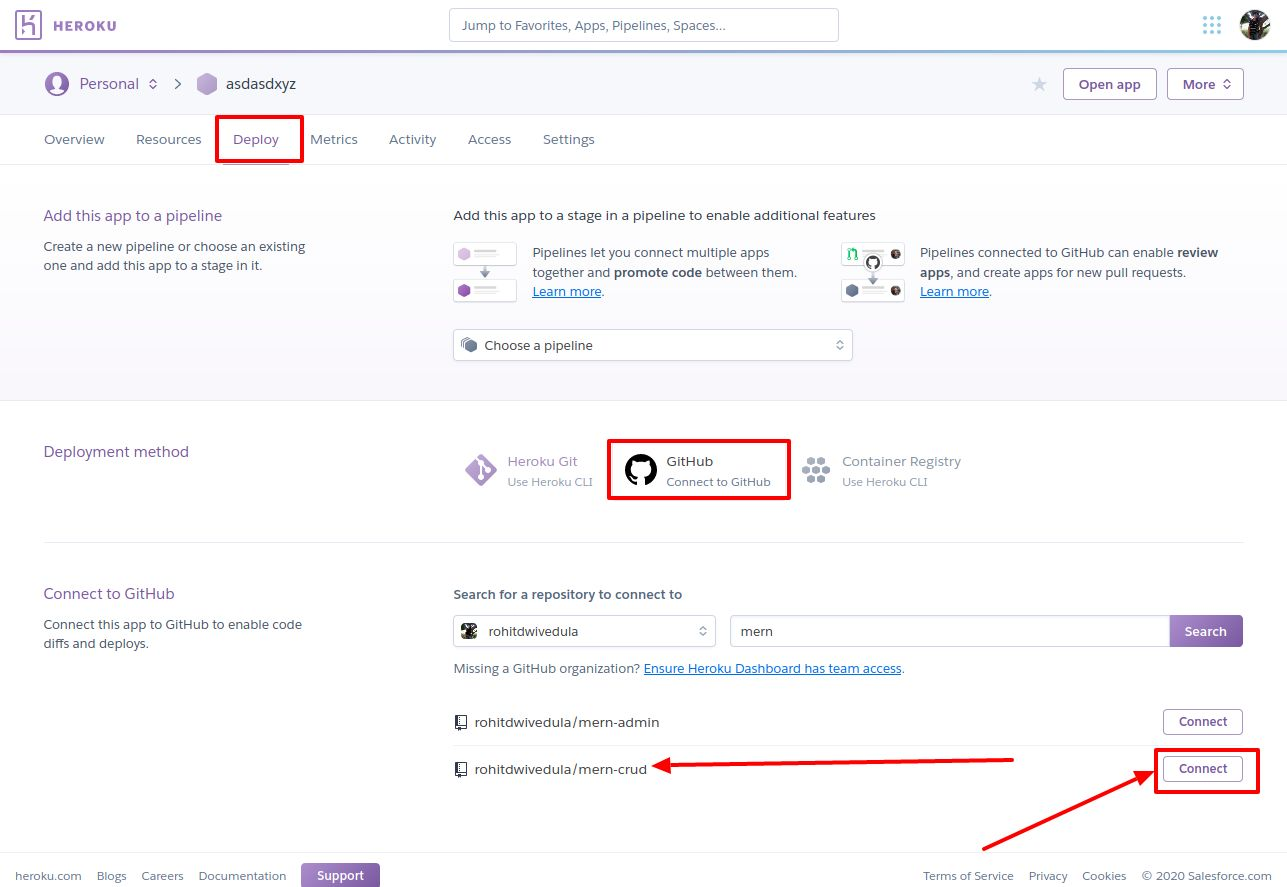 HEROKU
Jump to Favorites, Apps, Pipelines, Spaces...
Personal
asdasdxyz
Open app
More
Overview
Resources
Deploy
Metrics
Activity
Access
Settings
Add this app to a pipeline
Create a new pipeline or choose an existing
one and add this app to a stage in it.
Add this app to a stage in a pipeline to enable additional features
Pipelines let you connect multiple apps
together and promote code between them.
Learn more.
Pipelines connected to GitHub can enable review
apps, and create apps for new pull requests.
Learn more.
Choose a pipeline
Deployment method
Heroku Git
Use Heroku CLI
GitHub
Connect to GitHub
Container Registry
Use Heroku CLI
Connect to GitHub
Connect this app to GitHub to enable code
diffs and deploys.
Search for a repository to connect to
rohitdwivedula
mern
Search
Missing a GitHub organization? Ensure Heroku Dashboard has team access.
rohitdwivedula/mern-admin
Connect
rohitdwivedula/mern-crud
Connect
heroku.com
Blogs
Careers
Documentation
Support
Terms of Service
Privacy
Cookies
© 2020 Salesforce.com